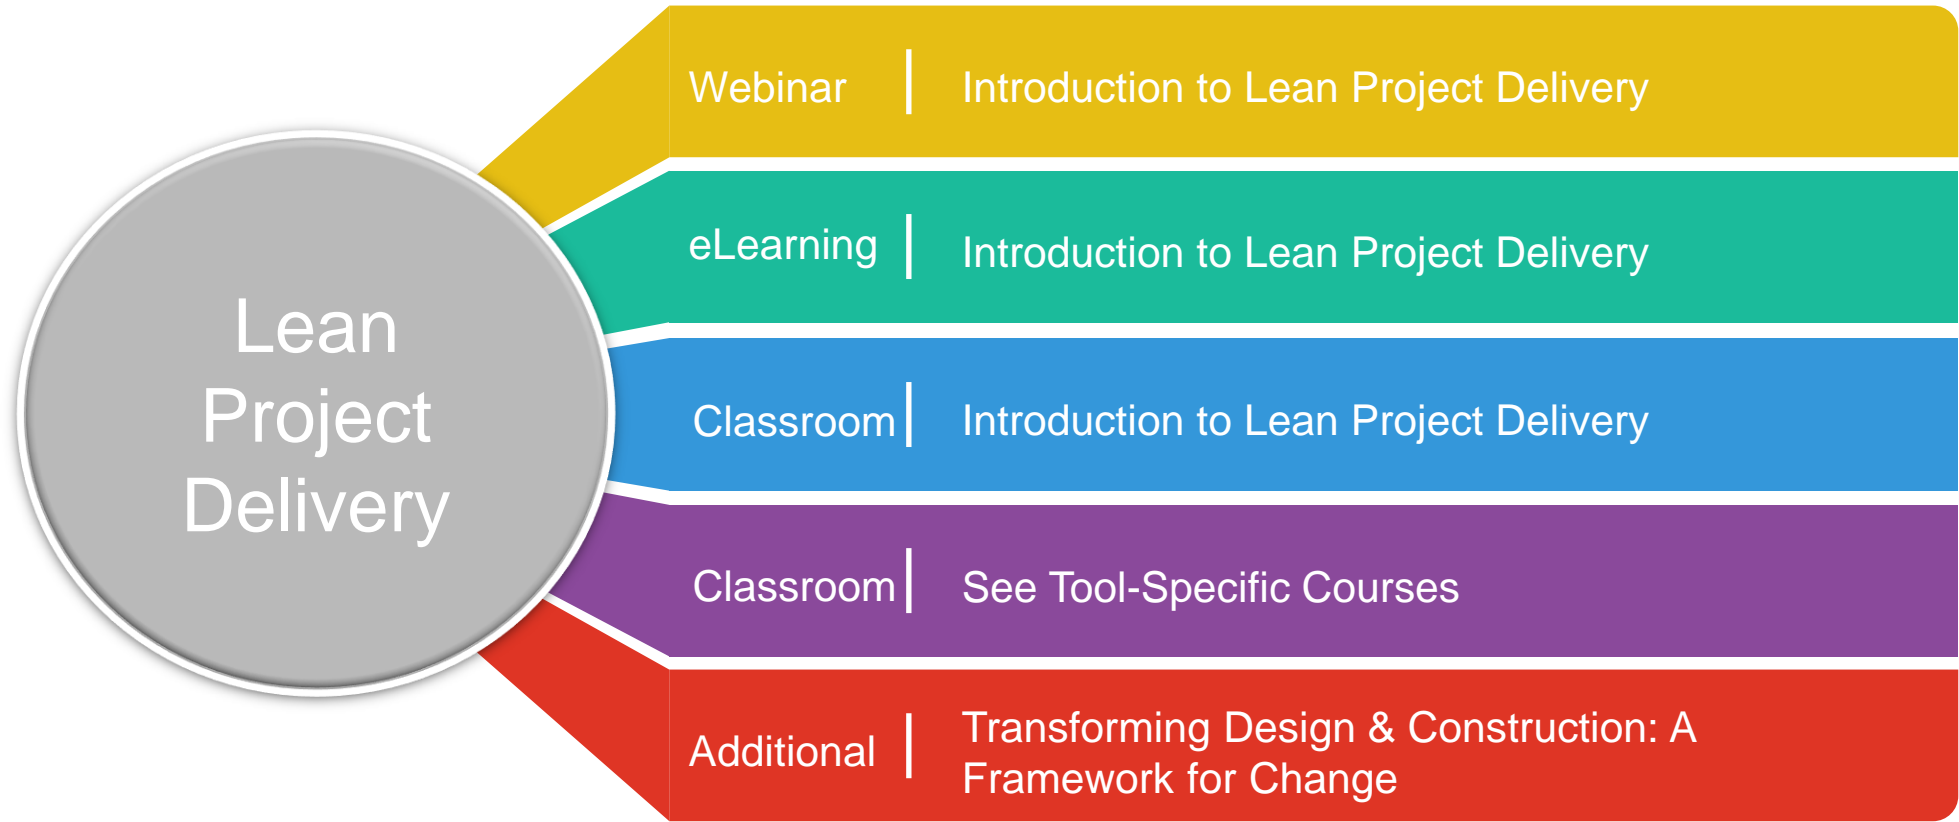 Lean
Project
Delivery
Webinar
Introduction to Lean Project Delivery
eLearning
Introduction to Lean Project Delivery
Classroom
Introduction to Lean Project Delivery
Classroom
See Tool-Specific Courses
Additional
Transforming Design & Construction: A
Framework for Change